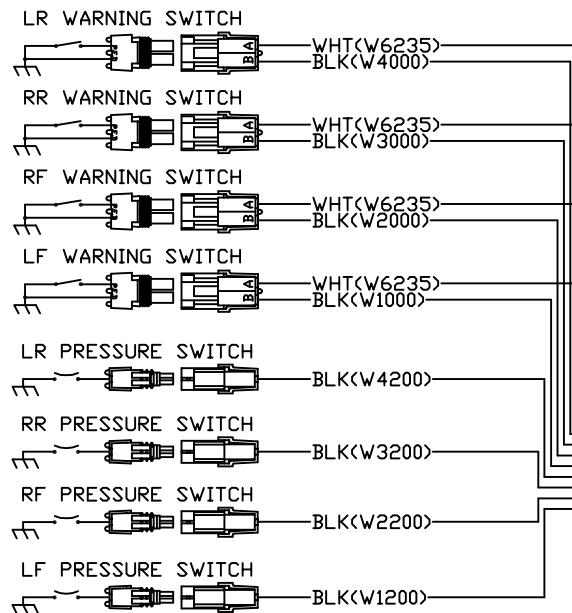 LR WARNING SWITCH
A WHT(W6235)
B BLK(W4000)
RR WARNING SWITCH
A WHT(W6235)
B BLK(W3000)
RF WARNING SWITCH
A WHT(W6235)
B BLK(W2000)
LF WARNING SWITCH
A WHT(W6235)
B BLK(W1000)
LR PRESSURE SWITCH
BLK(W4200)
RR PRESSURE SWITCH
BLK(W3200)
RF PRESSURE SWITCH
BLK(W2200)
LF PRESSURE SWITCH
BLK(W1200)